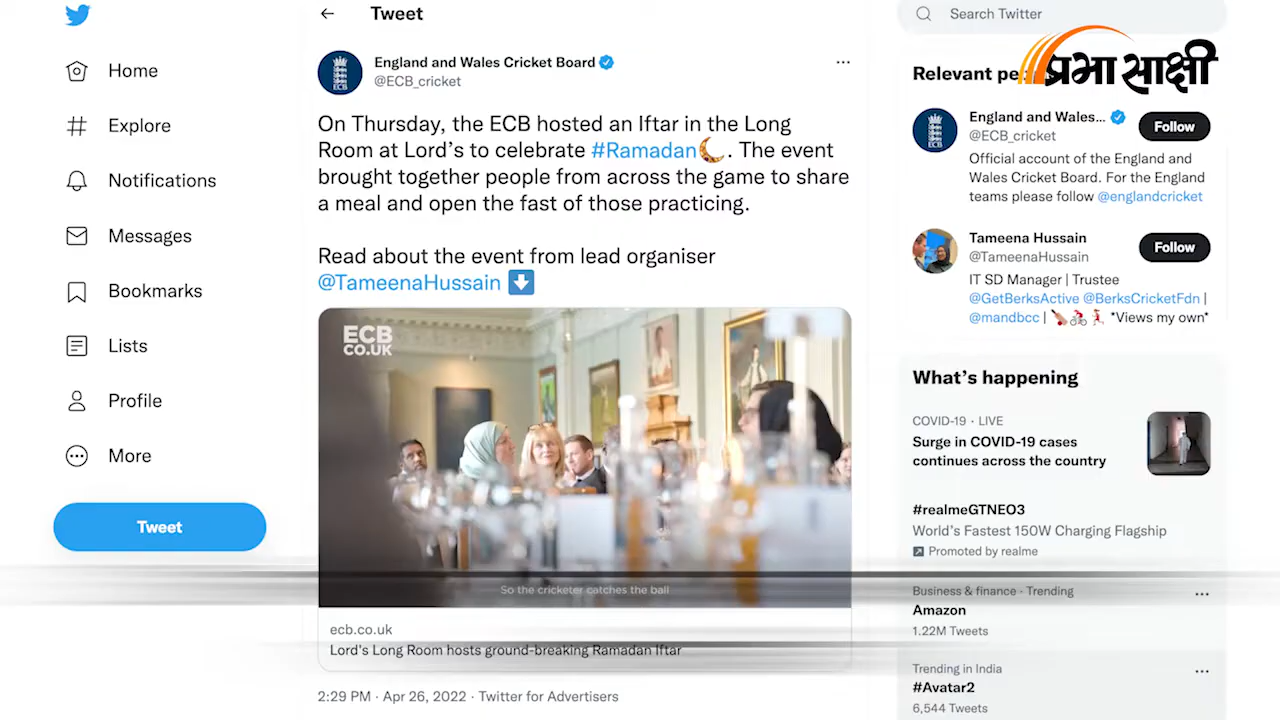 Home
Explore
Notifications
Messages
Bookmarks
Lists
Profile
More
Tweet
Tweet
England and Wales Cricket Board
@ECB_cricket
On Thursday, the ECB hosted an Iftar in the Long
Room at Lord's to celebrate #Ramadan. The event
brought together people from across the game to share
a meal and open the fast of those practicing.
Read about the event from lead organiser
@TameenaHussain
ECB
CO.UK
So the cricketer catches the ball
ecb.co.uk
Lord's Long Room hosts ground-breaking Ramadan Iftar
2:29 PM · Apr 26, 2022 · Twitter for Advertisers
Search Twitter
प्रभासाक्षी
Relevant
England and Wales...
@ECB_cricket
Follow
Official account of the England and
Wales Cricket Board. For the England
teams please follow @englandcricket
Tameena Hussain
@TameenaHussain
Follow
IT SD Manager | Trustee
@GetBerksActive @BerksCricketFdn |
@mandbcc | *Views my own*
What's happening
COVID-19 · LIVE
Surge in COVID-19 cases
continues across the country
#realmeGTNEO3
World's Fastest 150W Charging Flagship
Promoted by realme
Business & finance · Trending
Amazon
1.22M Tweets
Trending in India
#Avatar2
6,544 Tweets